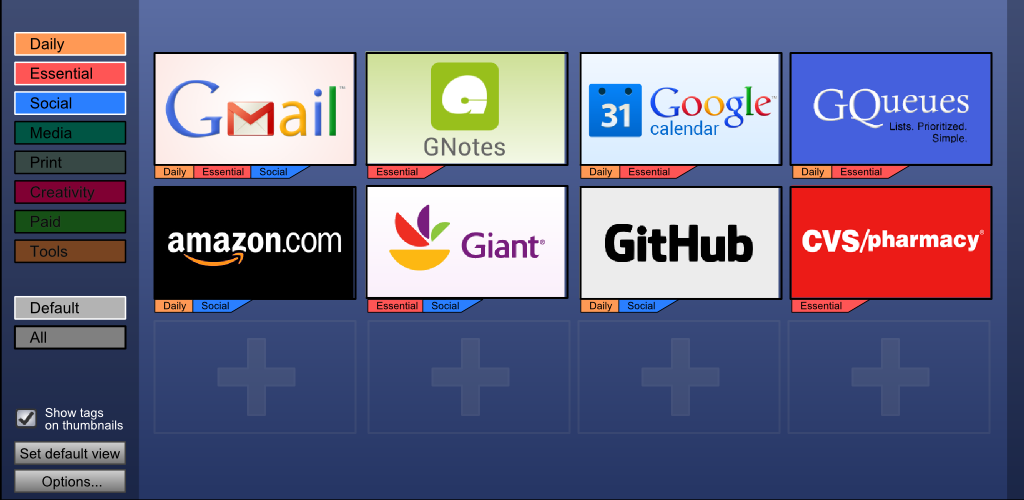 Daily
Essential
Social
Media
Print
Creativity
Paid
Tools
Default
All
Show tags
on thumbnails
Set default view
Options...
Gmail™
Daily Essential Social
GNotes
Essential
31 Google™
calendar
Daily Essential
GQueues
Lists. Prioritized.
Simple.
Daily Essential
amazon.com
Daily Social
Giant®
Essential Social
GitHub
Daily Social
CVS/pharmacy®
Essential